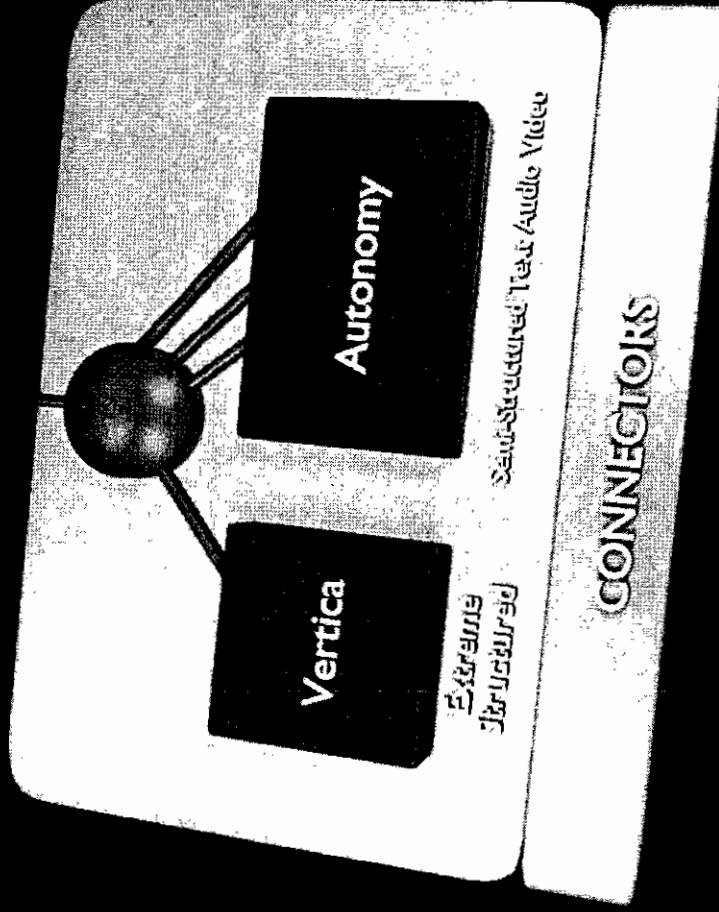 Vertica
Autonomy
Extreme
Structured
Semi-Structured Text Audio Video
CONNECTORS